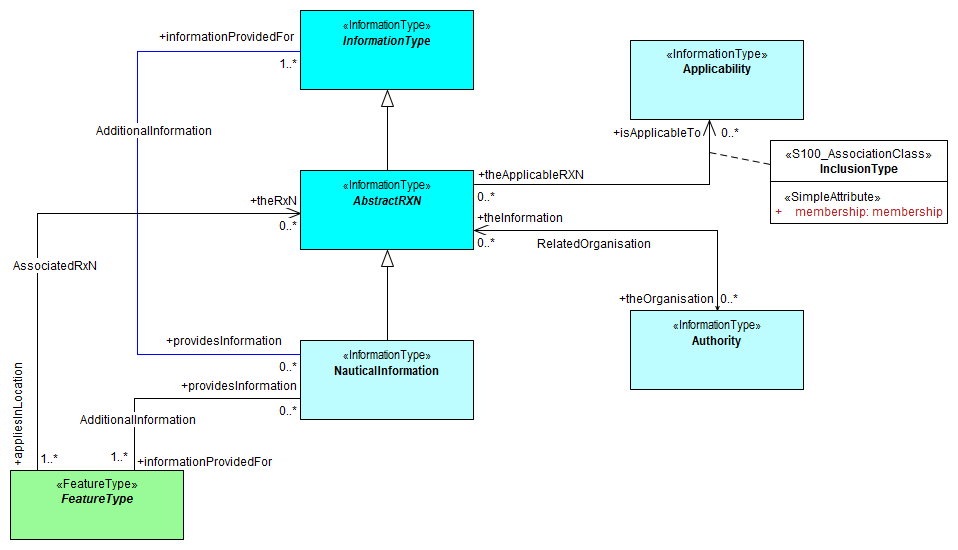 «InformationType»
InformationType
+informationProvidedFor
1..*
AdditionalInformation
«InformationType»
Applicability
+isApplicableTo
0..*
«S100_AssociationClass»
InclusionType
«SimpleAttribute»
+ membership: membership
«InformationType»
AbstractRXN
+theApplicableRXN
0..*
+theRxN
0..*
+theInformation
0..*
RelatedOrganisation
AssociatedRxN
+theOrganisation
0..*
«InformationType»
Authority
+providesInformation
0..*
«InformationType»
NauticalInformation
+providesInformation
0..*
AdditionalInformation
+appliesInLocation
1..*
1..*
+informationProvidedFor
«FeatureType»
FeatureType